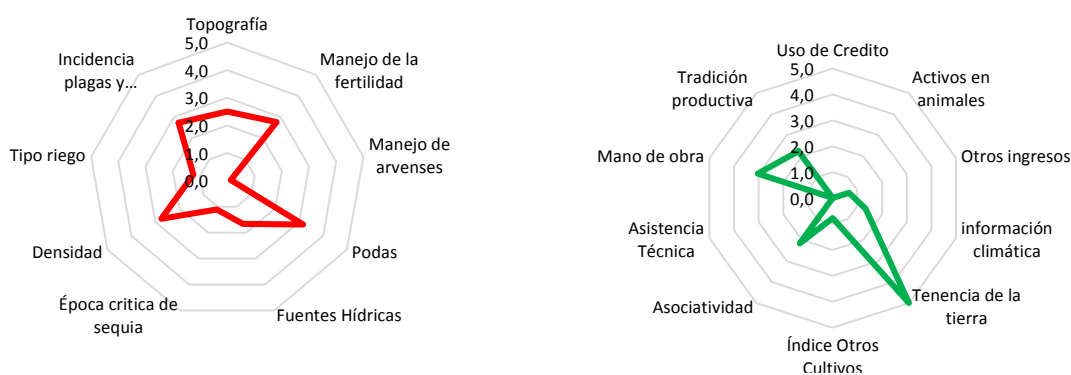 Topografía
5,0
4,0
3,0
2,0
1,0
0,0
Manejo de la
fertilidad
Manejo de
arvenses
Podas
Fuentes Hídricas
Época critica de
sequia
Densidad
Tipo riego
Incidencia
plagas y...
Uso de Credito
5,0
4,0
3,0
2,0
1,0
0,0
Activos en
animales
Otros ingresos
información
climática
Tenencia de la
tierra
Índice Otros
Cultivos
Asociatividad
Asistencia
Técnica
Mano de obra
Tradición
productiva